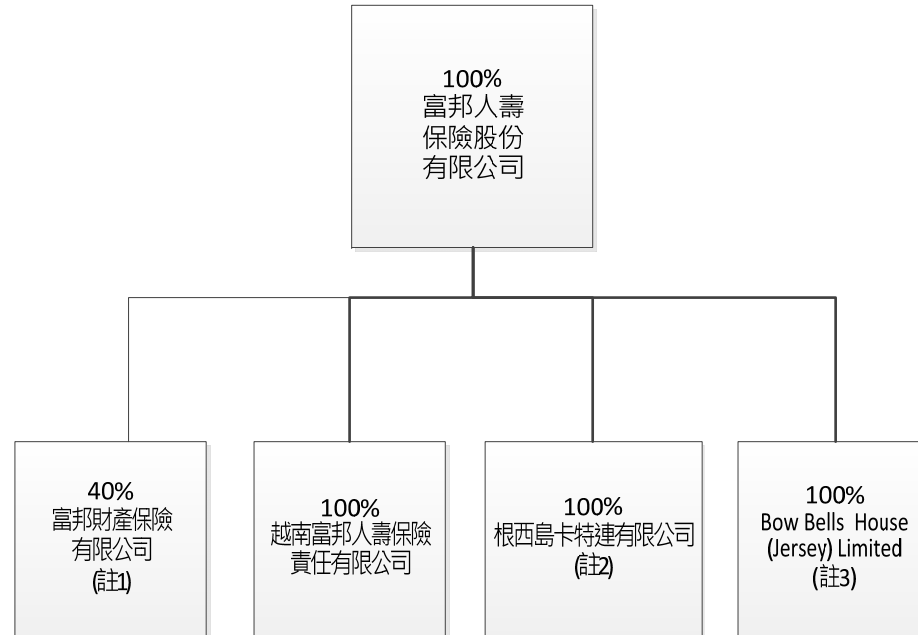 100%
富邦人壽
保險股份
有限公司
40%
富邦財產保險
有限公司
(註1)
100%
越南富邦人壽保險
責任有限公司
100%
根西島卡特連有限公司
(註2)
100%
Bow Bells House
(Jersey) Limited
(註3)